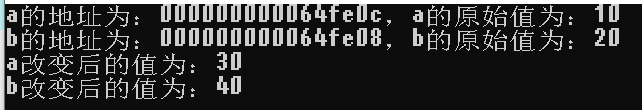 a的地址为：000000000064fe0c，a的原始值为：10
b的地址为：000000000064fe08，b的原始值为：20
a改变后的值为：30
b改变后的值为：40